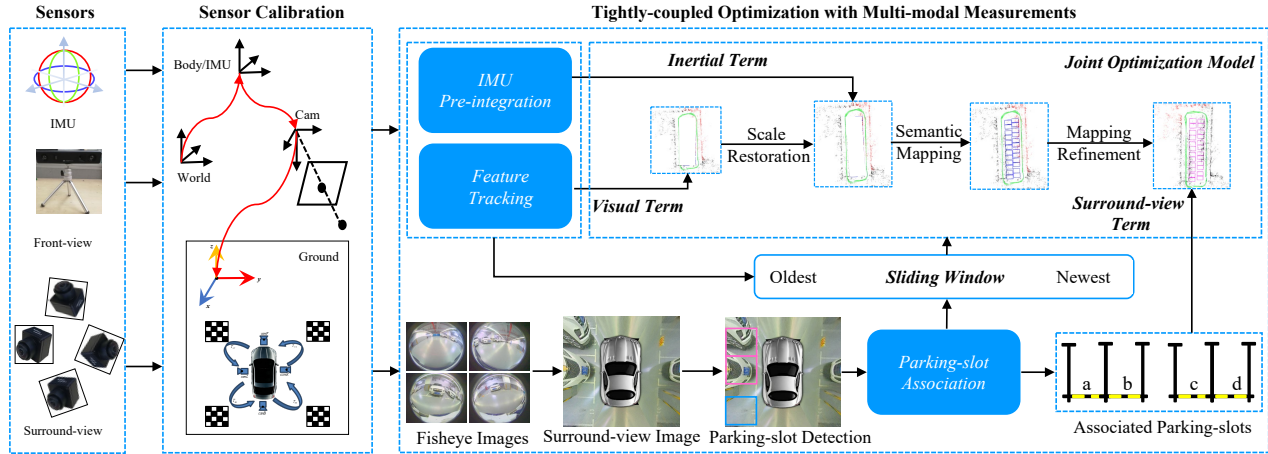 Sensors
Sensor Calibration
Tightly-coupled Optimization with Multi-modal Measurements
IMU
Front-view
Surround-view
Body/IMU
Cam
World
Ground
z
y
x
IMU
Pre-integration
Feature
Tracking
Inertial Term
Visual Term
Joint Optimization Model
Scale
Restoration
Semantic
Mapping
Mapping
Refinement
Surround-view
Term
Oldest
Sliding Window
Newest
Fisheye Images
Surround-view Image
Parking-slot Detection
Parking-slot
Association
a
b
c
d
Associated Parking-slots